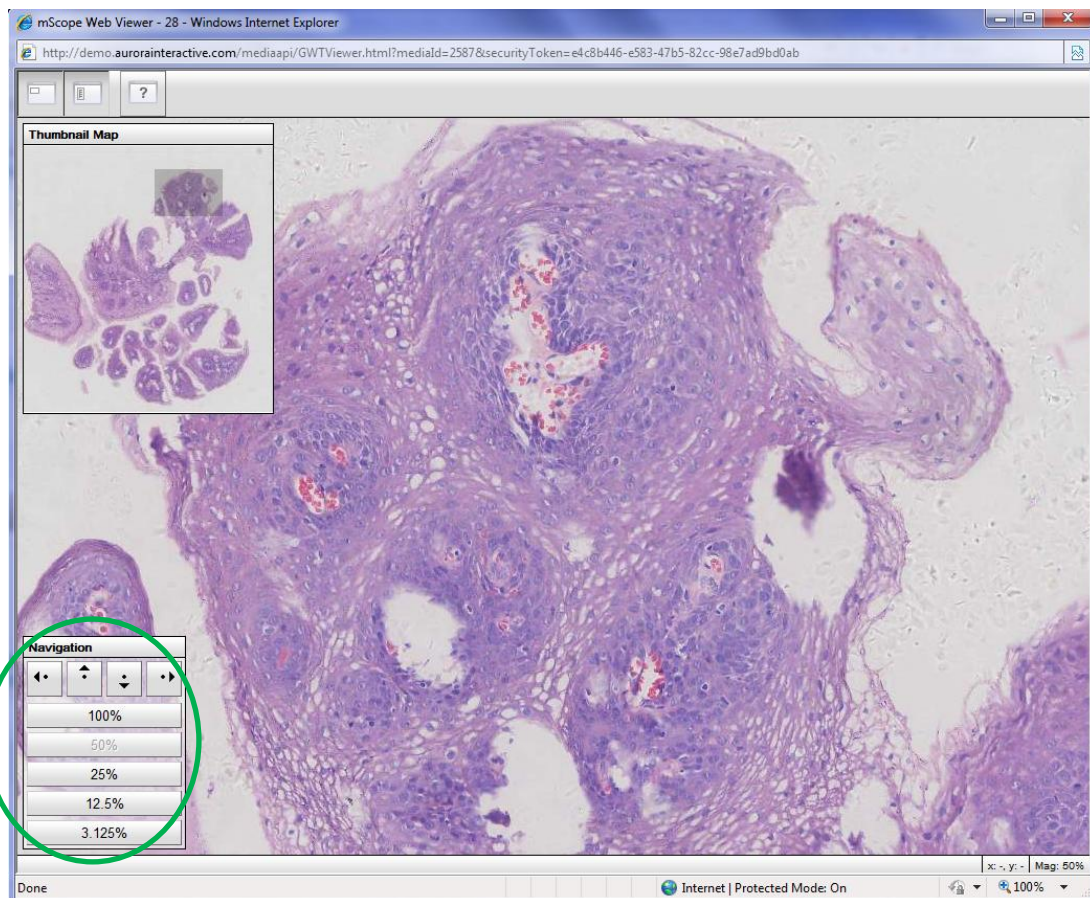 mScope Web Viewer - 28 - Windows Internet Explorer
http://demo.aurorainteractive.com/mediaapi/GWTViewer.html?mediaId=2587&securityToken=e4c8b446-e583-47b5-82cc-98e7ad9bd0ab
?
Thumbnail Map
Navigation
100%
50%
25%
12.5%
3.125%
x: -, y: - Mag: 50%
Done Internet | Protected Mode: On 100%